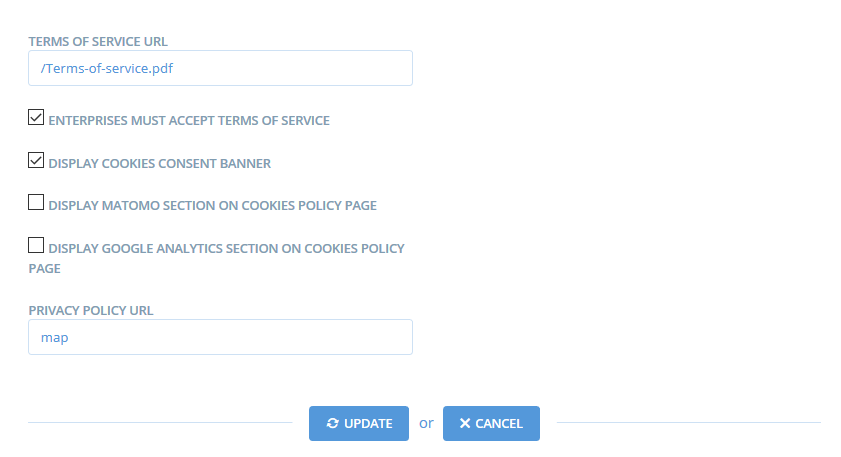 TERMS OF SERVICE URL
/Terms-of-service.pdf
ENTERPRISES MUST ACCEPT TERMS OF SERVICE
DISPLAY COOKIES CONSENT BANNER
DISPLAY MATOMO SECTION ON COOKIES POLICY PAGE
DISPLAY GOOGLE ANALYTICS SECTION ON COOKIES POLICY
PAGE
PRIVACY POLICY URL
map
UPDATE or CANCEL